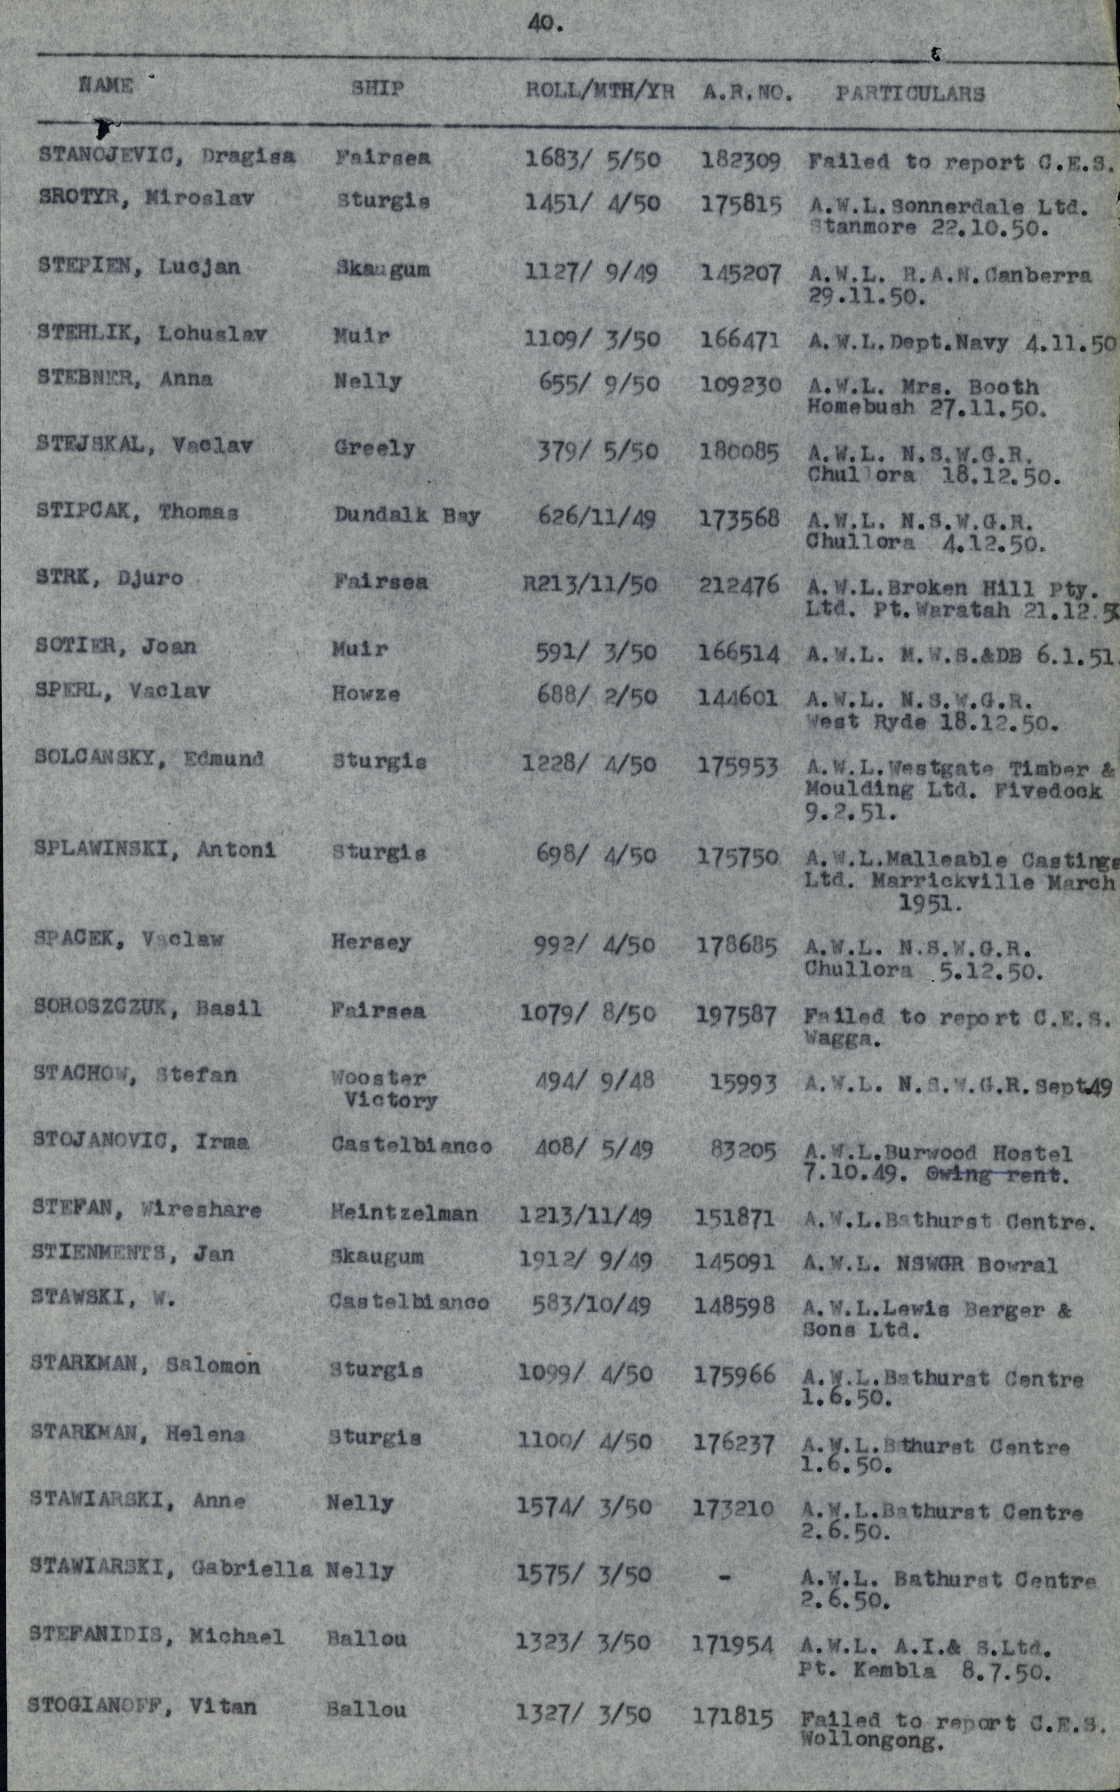 40.
NAME SHIP ROLL/MTH/YR A.R.NO. PARTICULARS
STANOJEVIC, Dragisa Fairsea 1683/ 5/50 182309 Failed to report C.E.S.
SROTYR, Miroslav Sturgis 1451/ 4/50 175815 A.W.L.Sonnerdale Ltd.
Stanmore 22.10.50.
STEPIEN, Lucjan Skaugum 1127/ 9/49 145207 A.W.L. R.A.N.Canberra
29.11.50.
STEHLIK, Lohuslav Muir 1109/ 3/50 166471 A.W.L.Dept.Navy 4.11.50
STEBNER, Anna Nelly 655/ 9/50 109230 A.W.L. Mrs. Booth
Homebush 27.11.50.
STEJSKAL, Vaclav Greely 379/ 5/50 180085 A.W.L. N.S.W.G.R.
Chullora 18.12.50.
STIPCAK, Thomas Dundalk Bay 626/11/49 173568 A.W.L. N.S.W.G.R.
Chullora 4.12.50.
STRK, Djuro Fairsea R213/11/50 212476 A.W.L.Broken Hill Pty.
Ltd. Pt.Waratah 21.12.5
SOTIER, Joan Muir 591/ 3/50 166514 A.W.L. M.W.S.&DB 6.1.51
SPERL, Vaclav Howze 688/ 2/50 144601 A.W.L. N.S.W.G.R.
West Ryde 18.12.50.
SOLCANSKY, Edmund Sturgis 1228/ 4/50 175953 A.W.L.Westgate Timber &
Moulding Ltd. Fivedock
9.2.51.
SPLAWINSKI, Antoni Sturgis 698/ 4/50 175750 A.W.L.Malleable Castings
Ltd. Marrickville March
1951.
SPACEK, Vaclaw Hersey 992/ 4/50 178685 A.W.L. N.S.W.G.R.
Chullora 5.12.50.
SOROSZCZUK, Basil Fairsea 1079/ 8/50 197587 Failed to report C.E.S.
Wagga.
STACHOW, Stefan Wooster 494/ 9/48 15993 A.W.L. N.S.W.G.R.Sept.49
Victory
STOJANOVIC, Irma Castelbianco 408/ 5/49 83205 A.W.L.Burwood Hostel
7.10.49. Owing rent.
STEFAN, Wireshare Heintzelman 1213/11/49 151871 A.W.L.Bathurst Centre.
STIENMENTS, Jan Skaugum 1912/ 9/49 145091 A.W.L. NSWGR Bowral
STAWSKI, W. Castelbianco 583/10/49 148598 A.W.L.Lewis Berger &
Sons Ltd.
STARKMAN, Salomon Sturgis 1099/ 4/50 175966 A.W.L.Bathurst Centre
1.6.50.
STARKMAN, Helena Sturgis 1100/ 4/50 176237 A.W.L.Bathurst Centre
1.6.50.
STAWIARSKI, Anne Nelly 1574/ 3/50 173210 A.W.L.Bathurst Centre
2.6.50.
STAWIARSKI, Gabriella Nelly 1575/ 3/50 - A.W.L. Bathurst Centre
2.6.50.
STEFANIDIS, Michael Ballou 1323/ 3/50 171954 A.W.L. A.I.& S.Ltd.
Pt. Kembla 8.7.50.
STOGIANOFF, Vitan Ballou 1327/ 3/50 171815 Failed to report C.E.S.
Wollongong.